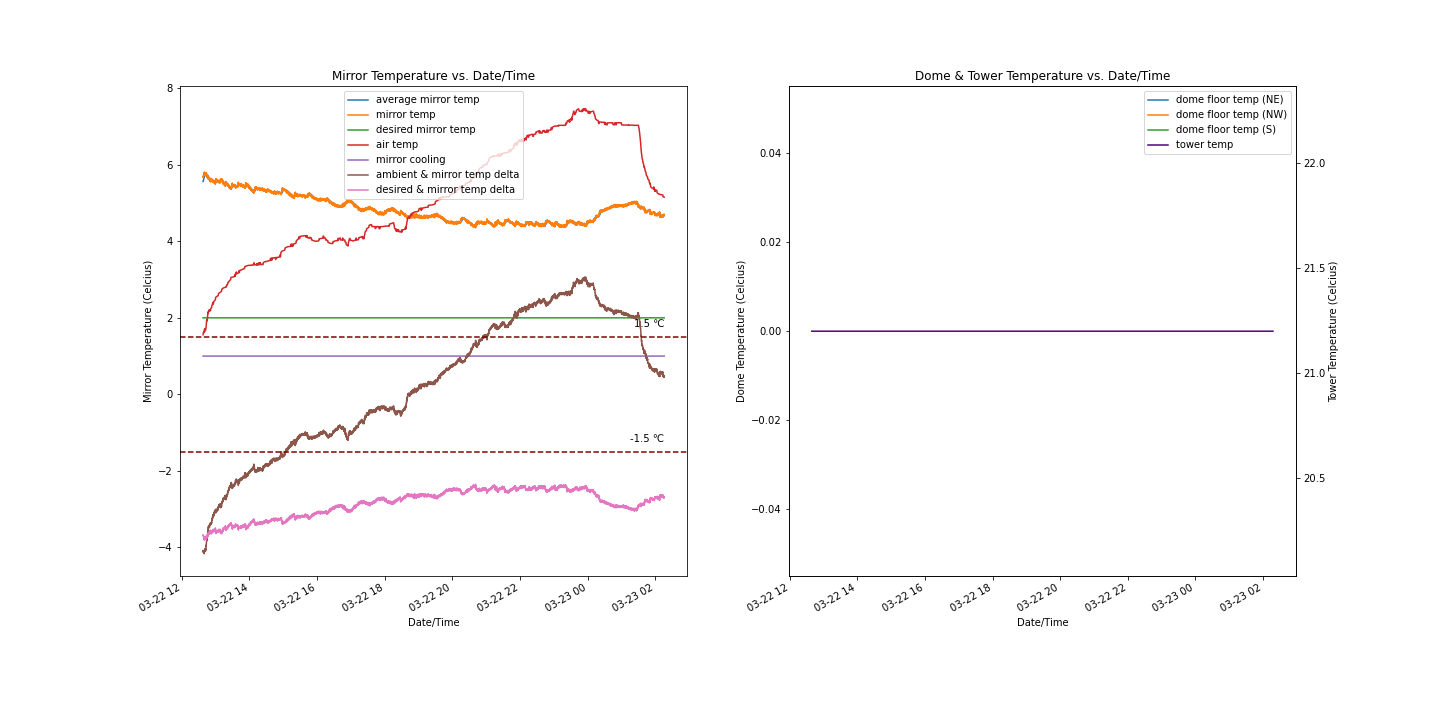 Mirror Temperature vs. Date/Time
8
6
4
2
0
−2
−4
Mirror Temperature (Celcius)
average mirror temp
mirror temp
desired mirror temp
air temp
mirror cooling
ambient & mirror temp delta
desired & mirror temp delta
1.5 °C
-1.5 °C
03-22 12
03-22 14
03-22 16
03-22 18
03-22 20
03-22 22
03-23 00
03-23 02
Date/Time
Dome & Tower Temperature vs. Date/Time
0.04
0.02
0.00
−0.02
−0.04
Dome Temperature (Celcius)
dome floor temp (NE)
dome floor temp (NW)
dome floor temp (S)
tower temp
22.0
21.5
21.0
20.5
Tower Temperature (Celcius)
03-22 12
03-22 14
03-22 16
03-22 18
03-22 20
03-22 22
03-23 00
03-23 02
Date/Time